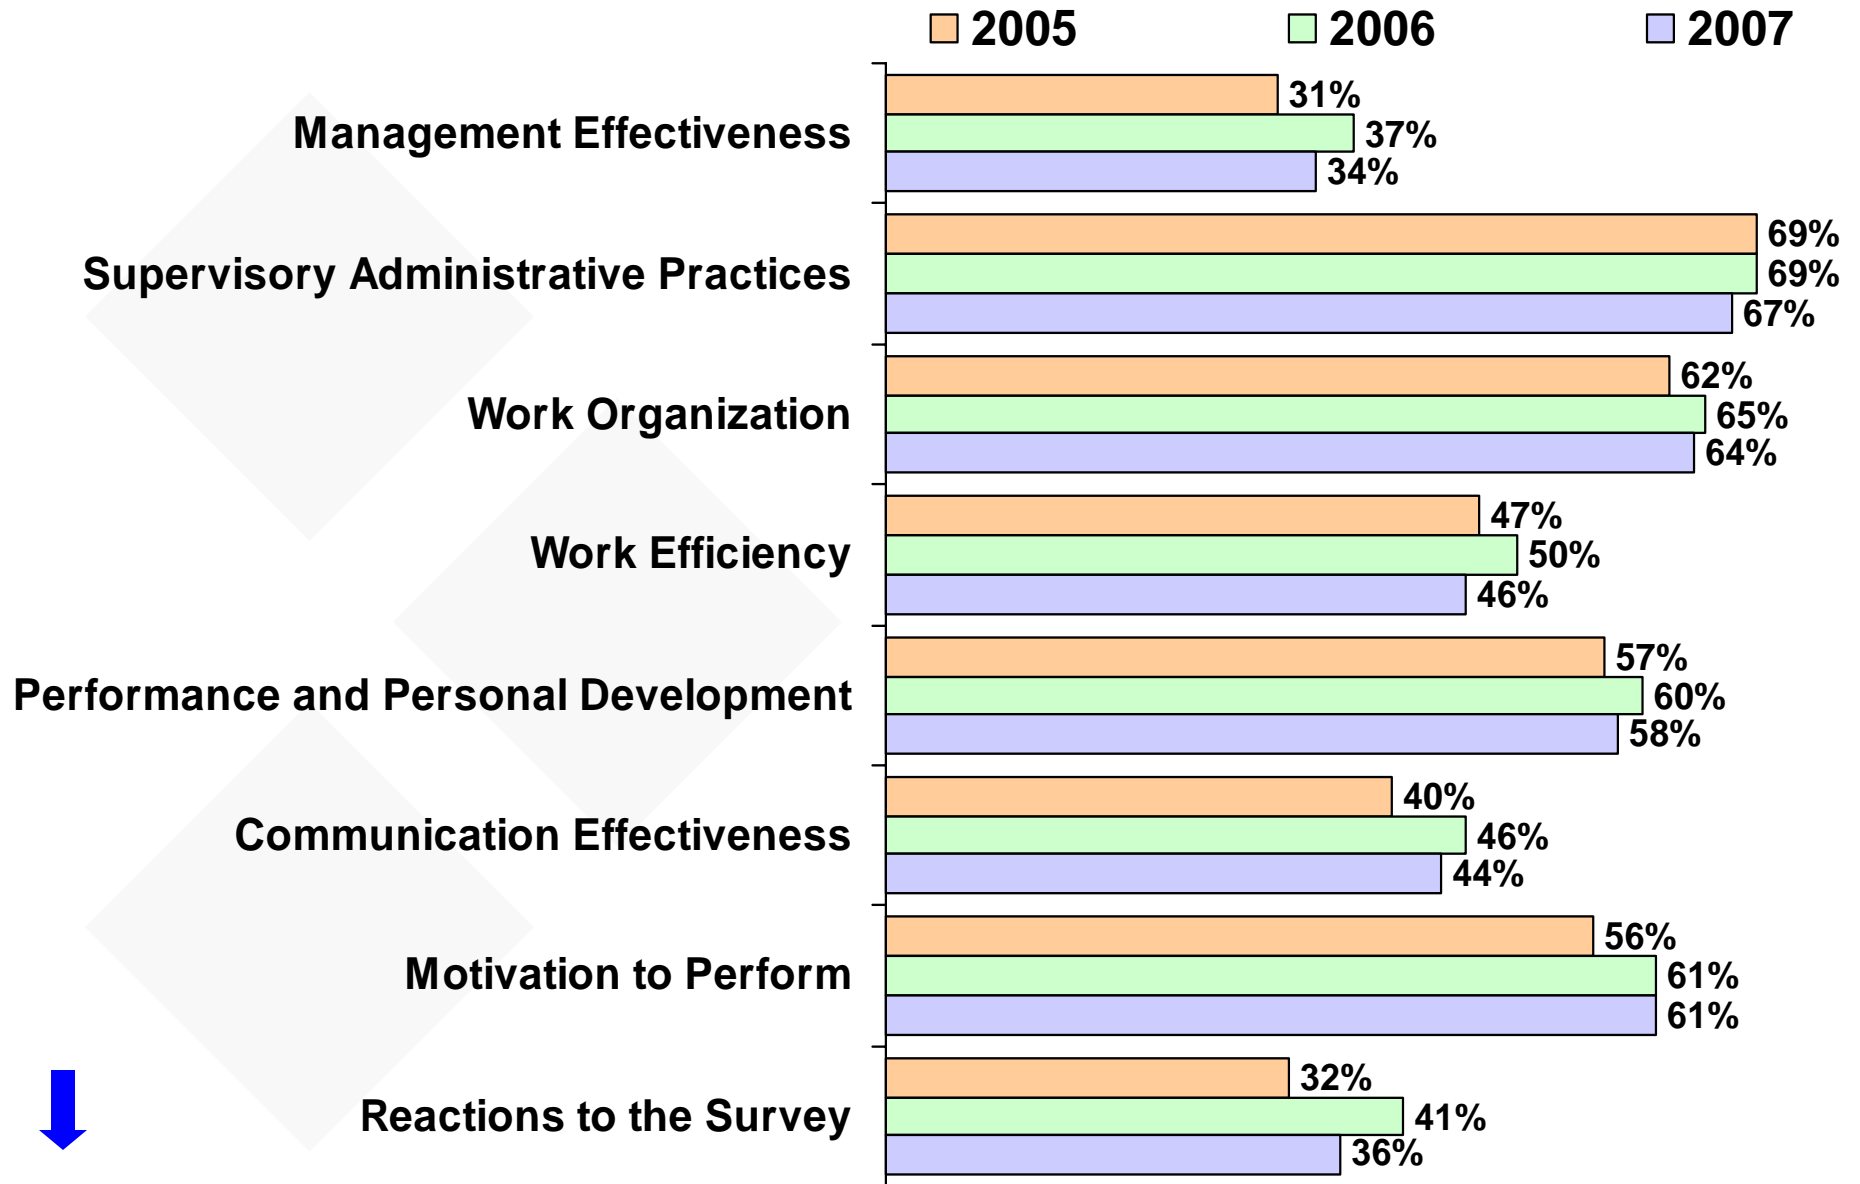 2005 2006 2007
Management Effectiveness
31%
37%
34%
Supervisory Administrative Practices
69%
69%
67%
Work Organization
62%
65%
64%
Work Efficiency
47%
50%
46%
Performance and Personal Development
57%
60%
58%
Communication Effectiveness
40%
46%
44%
Motivation to Perform
56%
61%
61%
Reactions to the Survey
32%
41%
36%